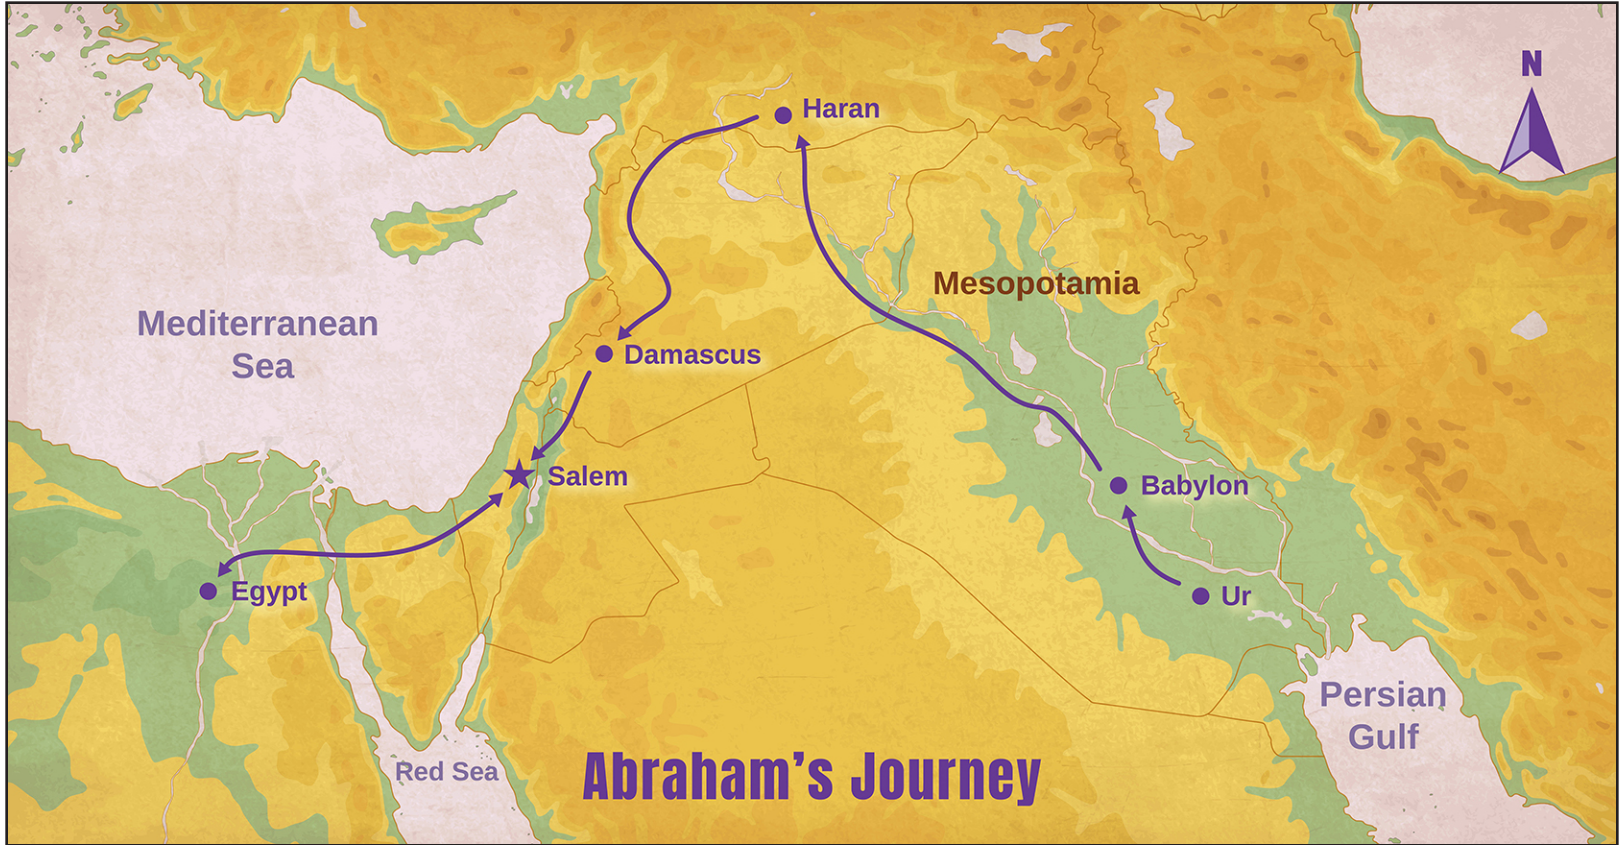 N
Haran
Mesopotamia
Mediterranean
Sea
Damascus
Salem
Babylon
Egypt
Ur
Persian
Gulf
Red Sea
Abraham’s Journey